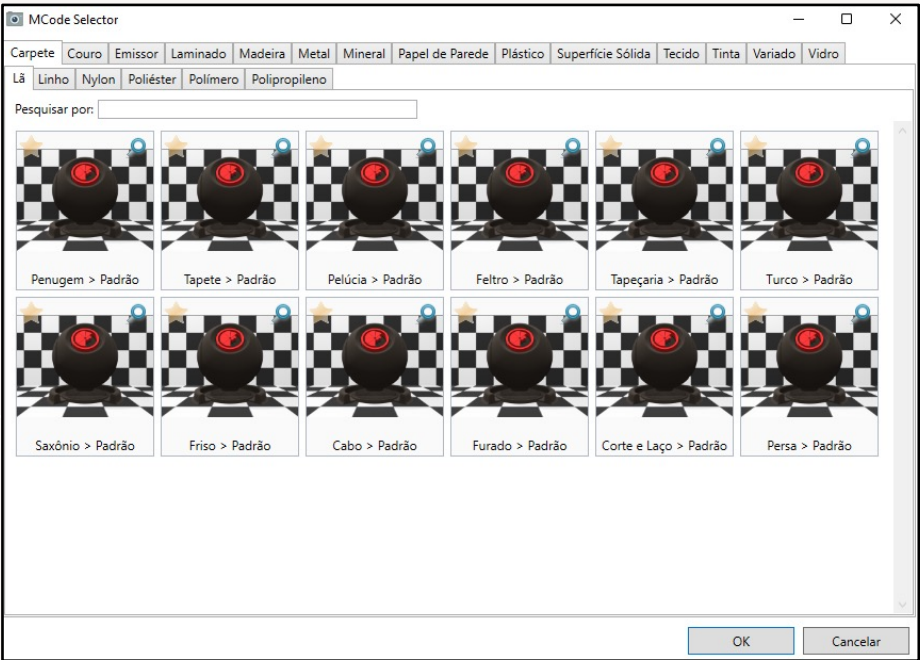 MCode Selector
Carpete Couro Emissor Laminado Madeira Metal Mineral Papel de Parede Plástico Superfície Sólida Tecido Tinta Variado Vidro
Lã Linho Nylon Poliéster Polímero Polipropileno
Pesquisar por:
Penugem > Padrão Tapete > Padrão Pelúcia > Padrão Feltro > Padrão Tapeçaria > Padrão Turco > Padrão
Saxônio > Padrão Friso > Padrão Cabo > Padrão Furado > Padrão Corte e Laço > Padrão Persa > Padrão
OK Cancelar